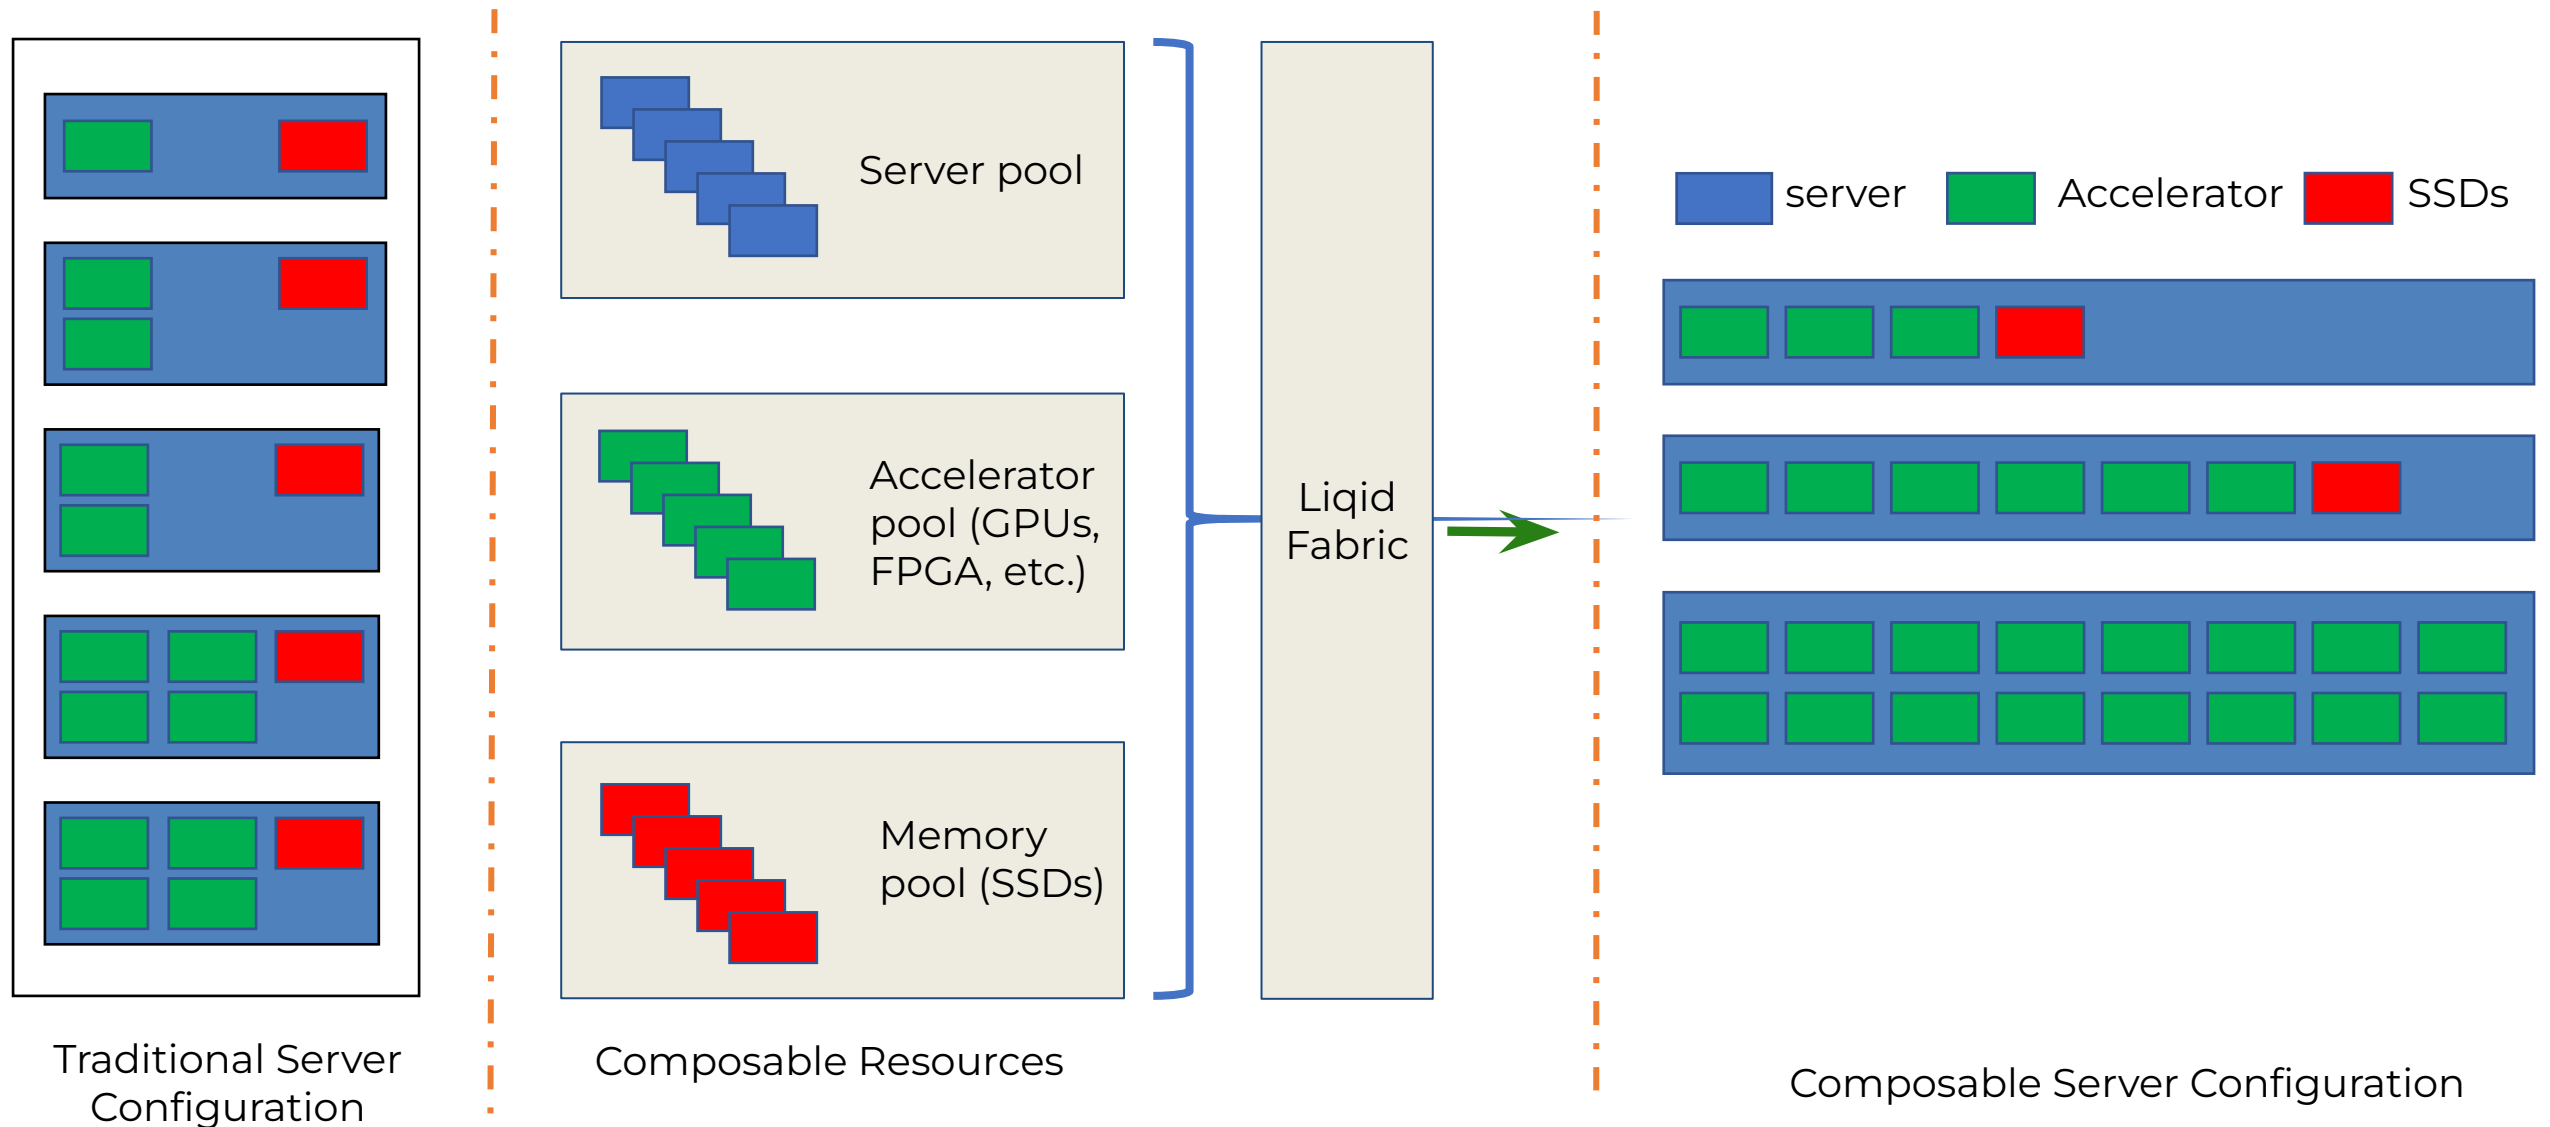 Server pool
Accelerator
pool (GPUs,
FPGA, etc.)
Memory
pool (SSDs)
Liqid
Fabric
server
Accelerator
SSDs
Traditional Server
Configuration
Composable Resources
Composable Server Configuration